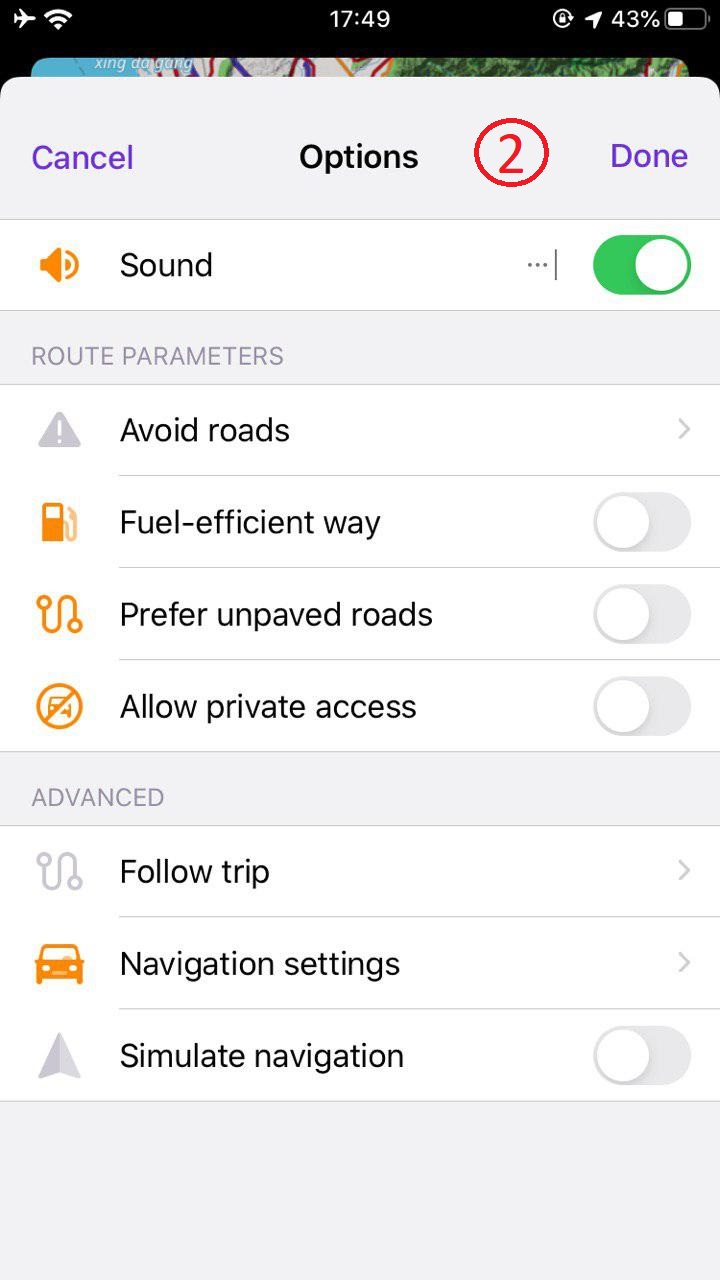 17:49
43%
xing da gang
Cancel
Options
2
Done
Sound
ROUTE PARAMETERS
Avoid roads
Fuel-efficient way
Prefer unpaved roads
Allow private access
ADVANCED
Follow trip
Navigation settings
Simulate navigation